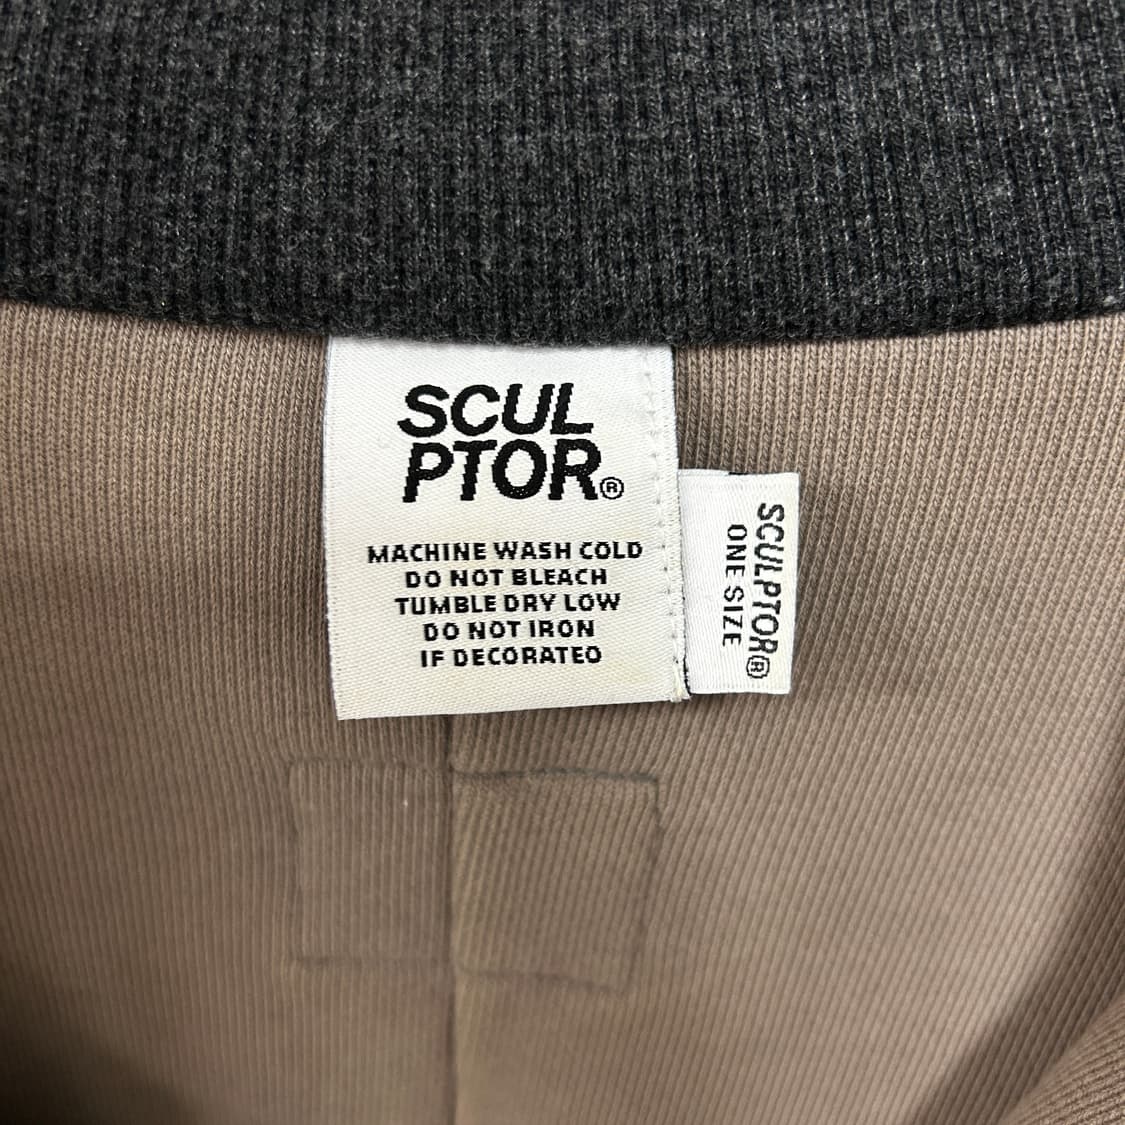 SCUL
PTOR®
MACHINE WASH COLD
DO NOT BLEACH
TUMBLE DRY LOW
DO NOT IRON
IF DECORATED
SCULPTOR®
ONE SIZE